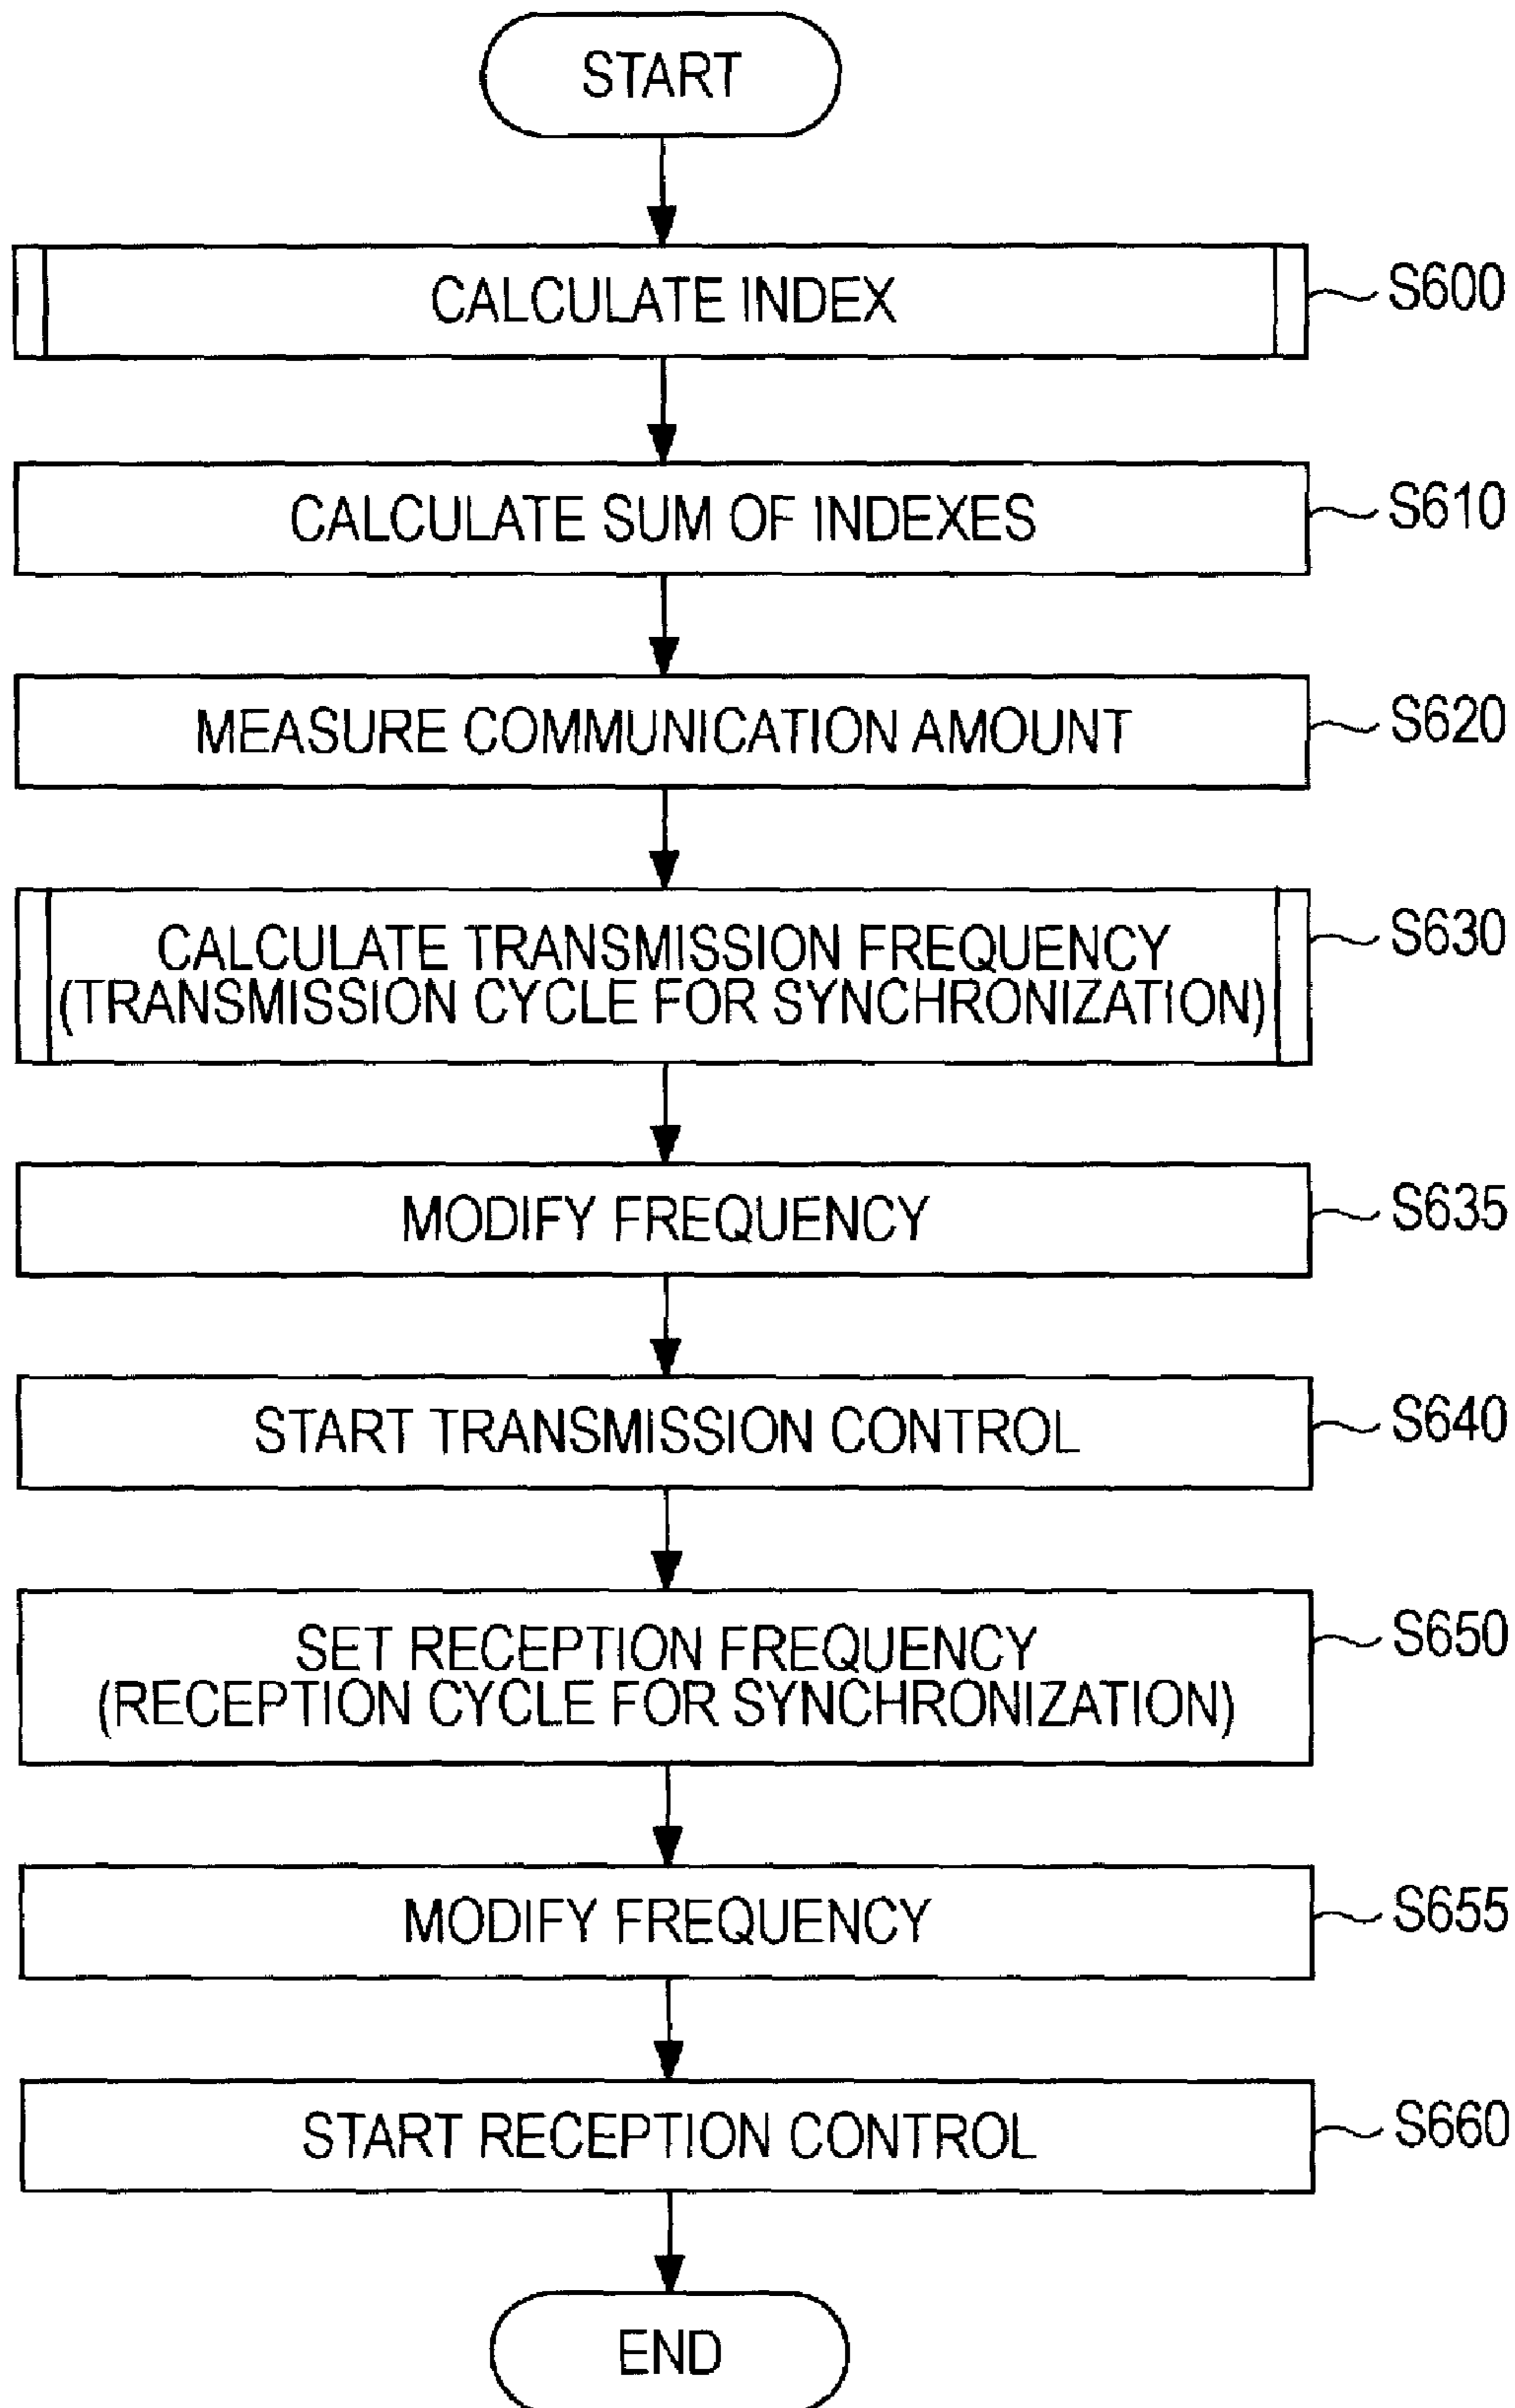 START
CALCULATE INDEX
S600
CALCULATE SUM OF INDEXES
S610
MEASURE COMMUNICATION AMOUNT
S620
CALCULATE TRANSMISSION FREQUENCY
(TRANSMISSION CYCLE FOR SYNCHRONIZATION)
S630
MODIFY FREQUENCY
S635
START TRANSMISSION CONTROL
S640
SET RECEPTION FREQUENCY
(RECEPTION CYCLE FOR SYNCHRONIZATION)
S650
MODIFY FREQUENCY
S655
START RECEPTION CONTROL
S660
END